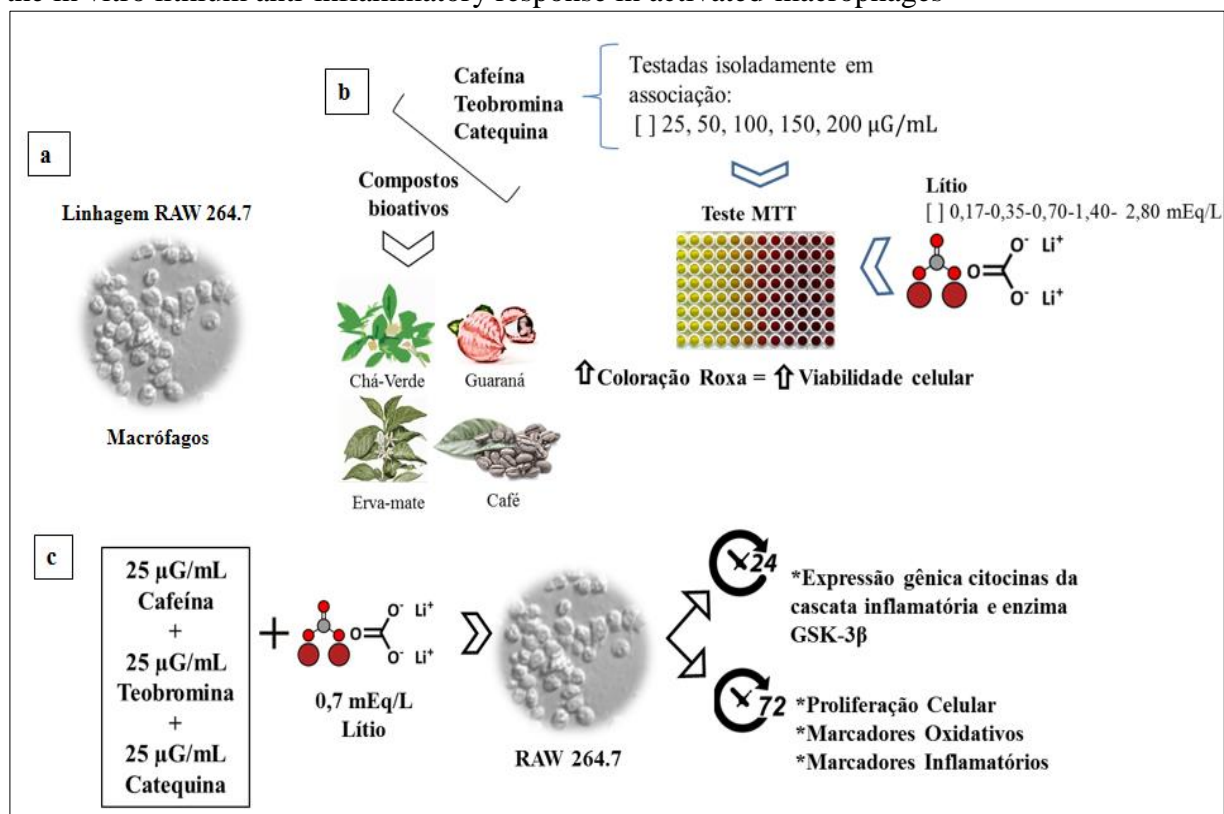 the in vitro lithium anti-inflammatory response in activated macrophages
a
Linhagem RAW 264.7
Macrófagos
b
Cafeína
Teobromina
Catequina
Testadas isoladamente em
associação:
[ ] 25, 50, 100, 150, 200 µG/mL
Compostos
bioativos
Chá-Verde
Guaraná
Erva-mate
Café
Teste MTT
Lítio
[ ] 0,17-0,35-0,70-1,40- 2,80 mEq/L
O
O⁻ Li⁺
O⁻ Li⁺
⇧Coloração Roxa = ⇧ Viabilidade celular
c
25 µG/mL
Cafeína
+
25 µG/mL
Teobromina
+
25 µG/mL
Catequina
+
O
O⁻ Li⁺
O⁻ Li⁺
0,7 mEq/L
Lítio
RAW 264.7
24
*Expressão gênica citocinas da
cascata inflamatória e enzima
GSK-3β
72
*Proliferação Celular
*Marcadores Oxidativos
*Marcadores Inflamatórios